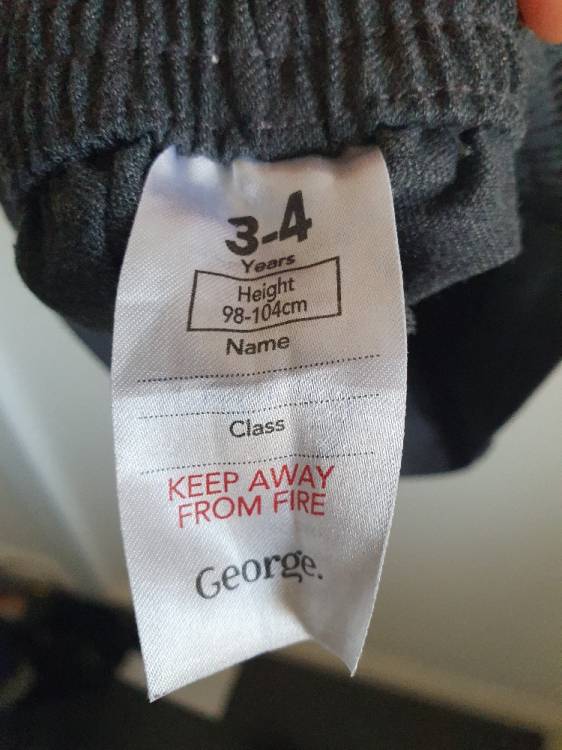 3-4
Years
Height
98-104cm
Name
Class
KEEP AWAY
FROM FIRE
George.